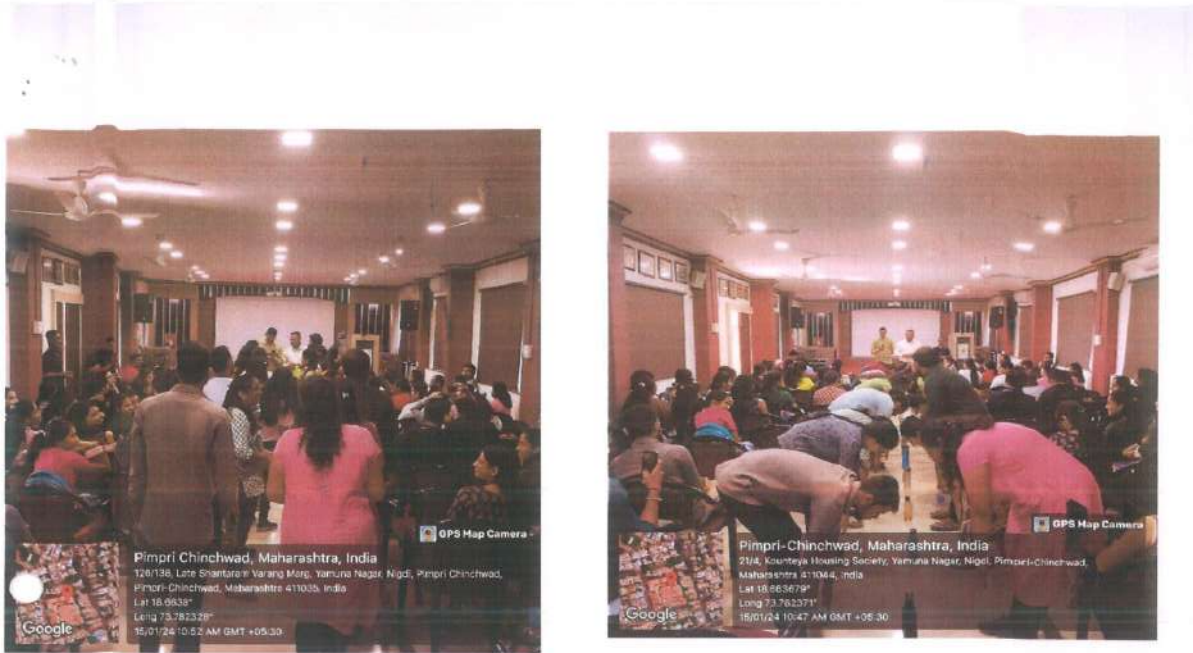 GPS Map Camera
Pimpri Chinchwad, Maharashtra, India
126/138, Late Shantaram Varang Marg, Yamuna Nagar, Nigdi, Pimpri Chinchwad,
Pimpri-Chinchwad, Maharashtra 411035, India
Lat 18.6638°
Long 73.782328°
15/01/24 10:52 AM GMT +05:30
Google
GPS Map Camera
Pimpri-Chinchwad, Maharashtra, India
21/4, Kounteya Housing Society, Yamuna Nagar, Nigdi, Pimpri-Chinchwad,
Maharashtra 411044, India
Lat 18.663679°
Long 73.782371°
15/01/24 10:47 AM GMT +05:30
Google